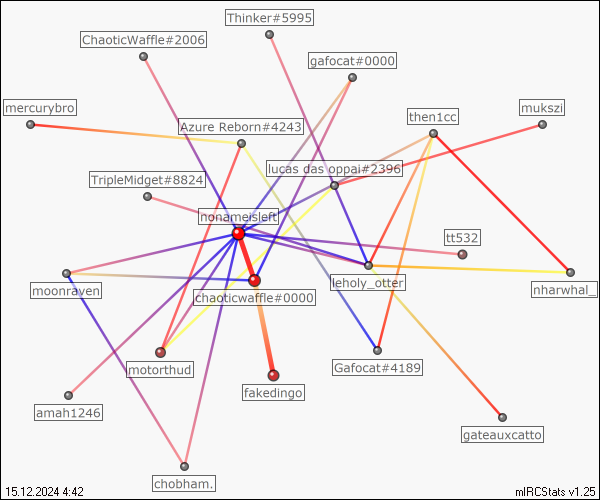 Thinker#5995
ChaoticWaffle#2006
gafocat#0000
mercurybro
then1cc
mukszi
Azure Reborn#4243
lucas das oppai#2396
TripleMidget#8824
nonameisleft
tt532
moonraven
leholy_otter
nharwhal_
chaoticwaffle#0000
motorthud
Gafocat#4189
fakedingo
amah1246
gateauxcatto
chobham.
15.12.2024 4:42
mIRCStats v1.25